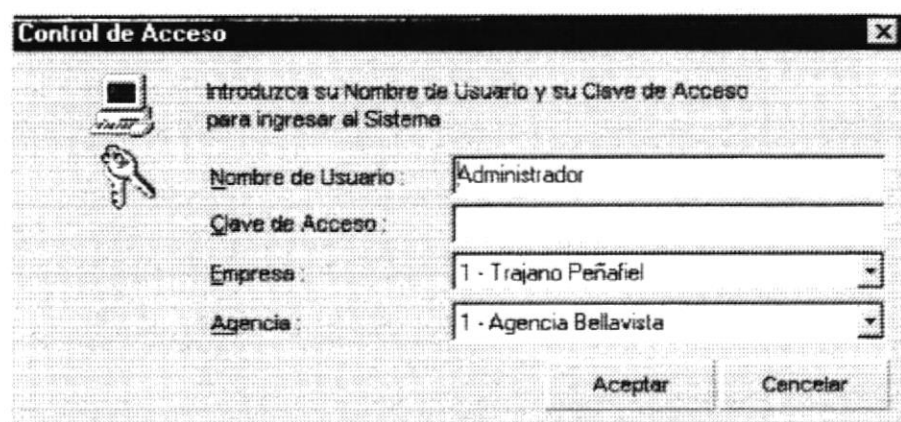 Control de Acceso
Introduzca su Nombre de Usuario y su Clave de Acceso
para ingresar al Sistema
Nombre de Usuario : Administrador
Clave de Acceso :
Empresa : 1 - Trajano Peñafiel
Agencia : 1 - Agencia Bellavista
Aceptar Cancelar